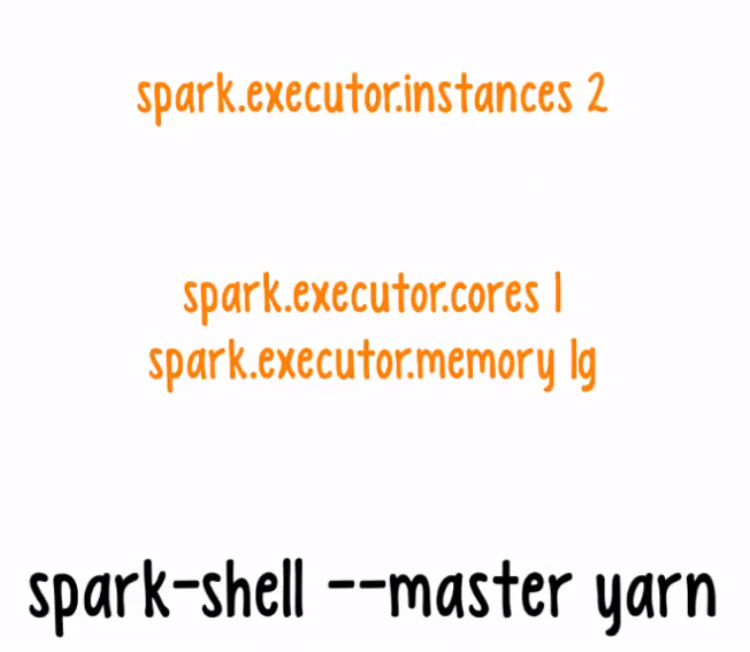 spark.executor.instances 2
spark.executor.cores 1
spark.executor.memory 1g
spark-shell --master yarn